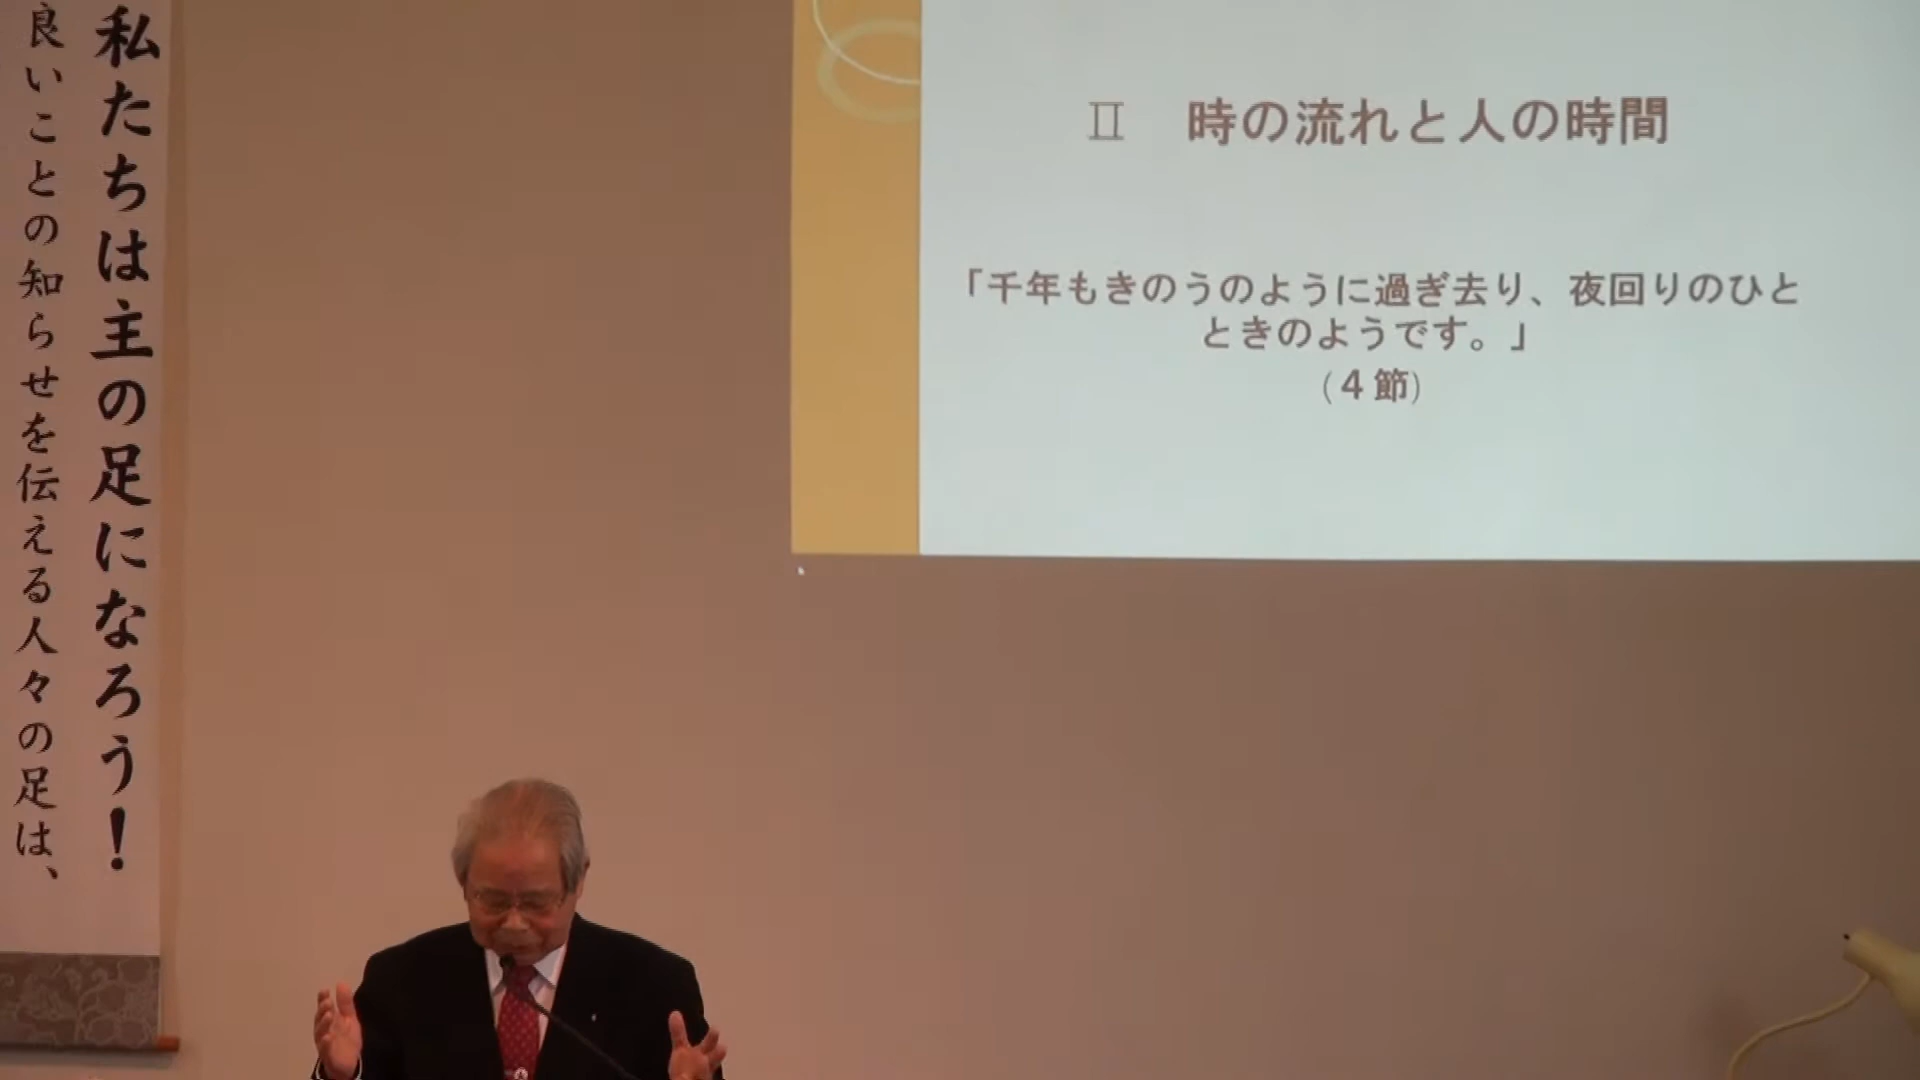 私たちは主の足になろう！
良いことの知らせを伝える人々の足は、
Ⅱ　時の流れと人の時間
「千年もきのうのように過ぎ去り、夜回りのひと
ときのようです。」
(４節)